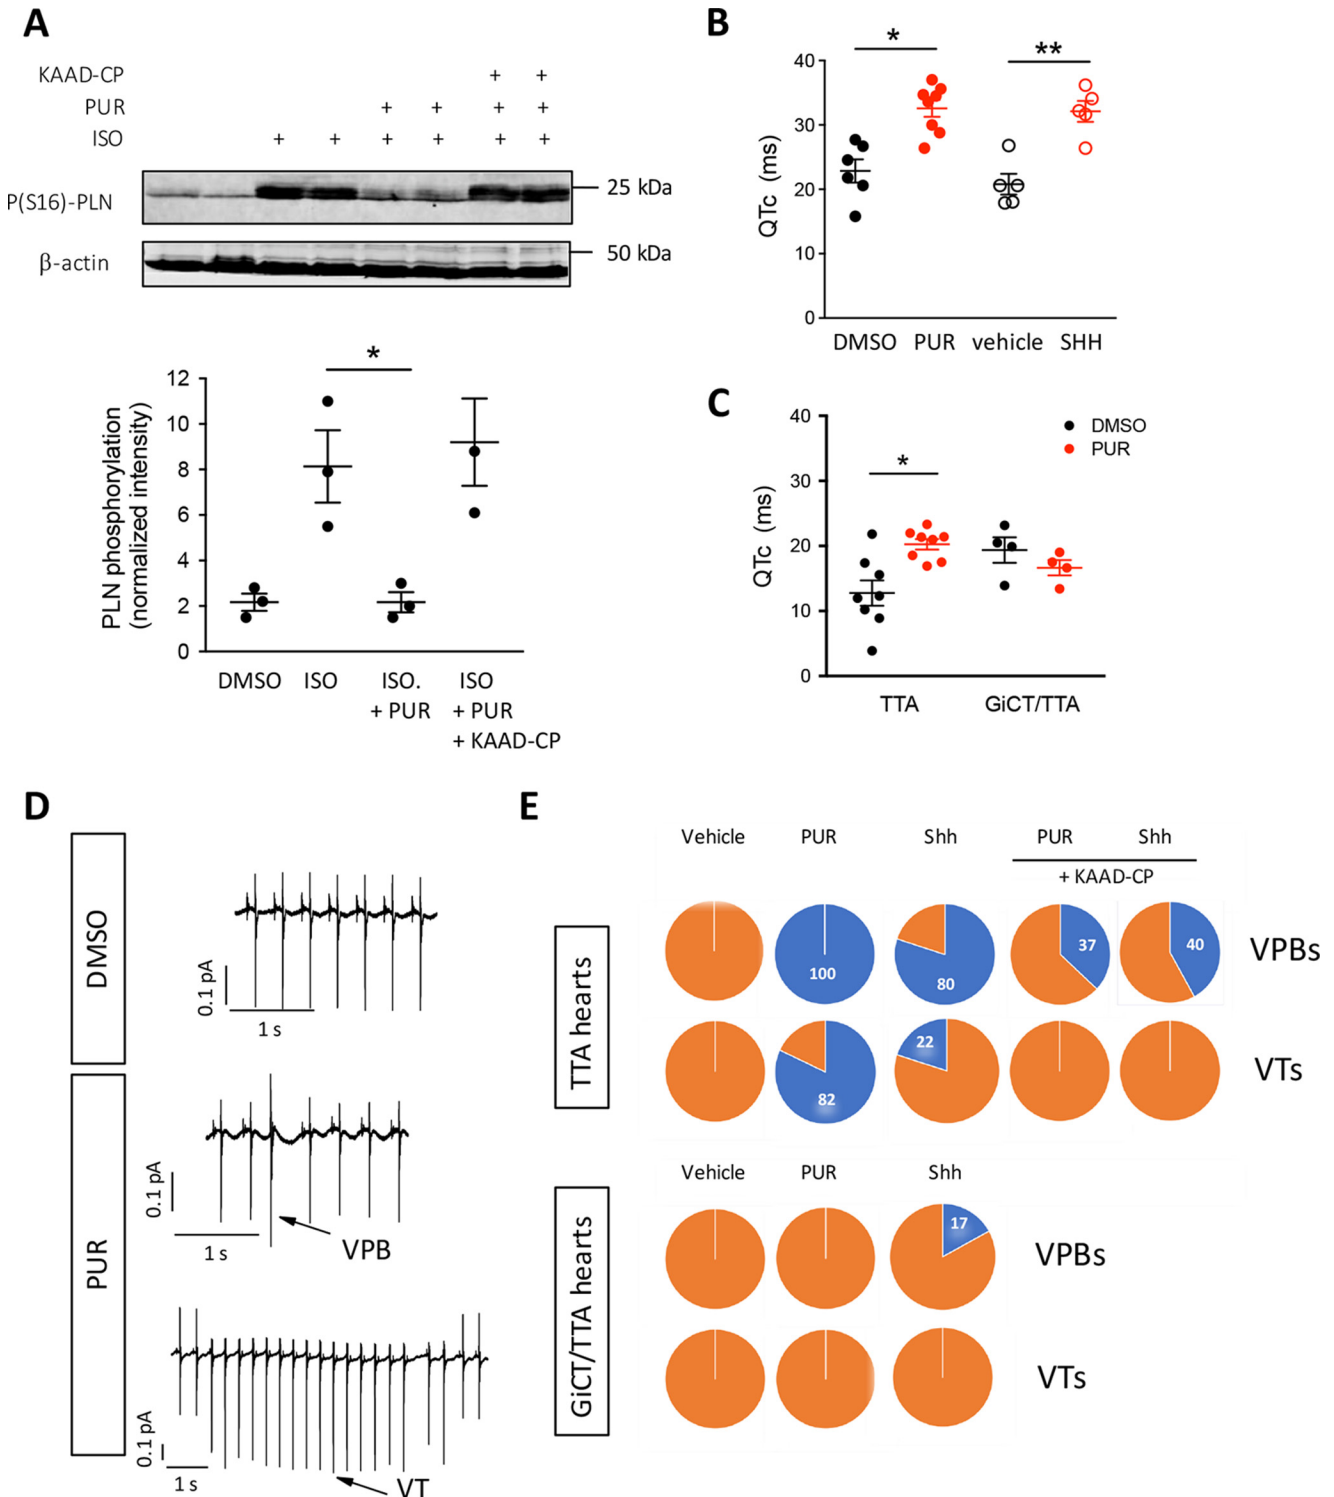 A
KAAD-CP + +
PUR + + + +
ISO + + + + + +
P(S16)-PLN
25 kDa
β-actin
50 kDa
*
PLN phosphorylation
(normalized intensity)
12
10
8
6
4
2
0
DMSO ISO ISO. ISO
+ PUR + PUR
+ KAAD-CP
B
* **
QTc (ms)
40
30
20
10
0
DMSO PUR vehicle SHH
C
DMSO
PUR
*
QTc (ms)
40
30
20
10
0
TTA GiCT/TTA
D
DMSO
0.1 pA
1 s
PUR
0.1 pA
1 s
VPB
0.1 pA
1 s
VT
E
Vehicle PUR Shh PUR Shh
+ KAAD-CP
TTA hearts
100 80 37 40 VPBs
82 22 VTs
Vehicle PUR Shh
GiCT/TTA hearts
17 VPBs
VTs